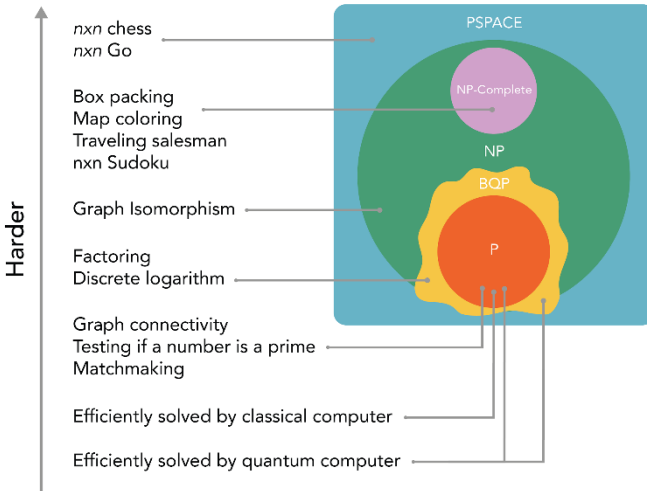 nxn chess
nxn Go
Box packing
Map coloring
Traveling salesman
nxn Sudoku
Graph Isomorphism
Factoring
Discrete logarithm
Graph connectivity
Testing if a number is a prime
Matchmaking
Efficiently solved by classical computer
Efficiently solved by quantum computer
Harder
PSPACE
NP-Complete
NP
BQP
P